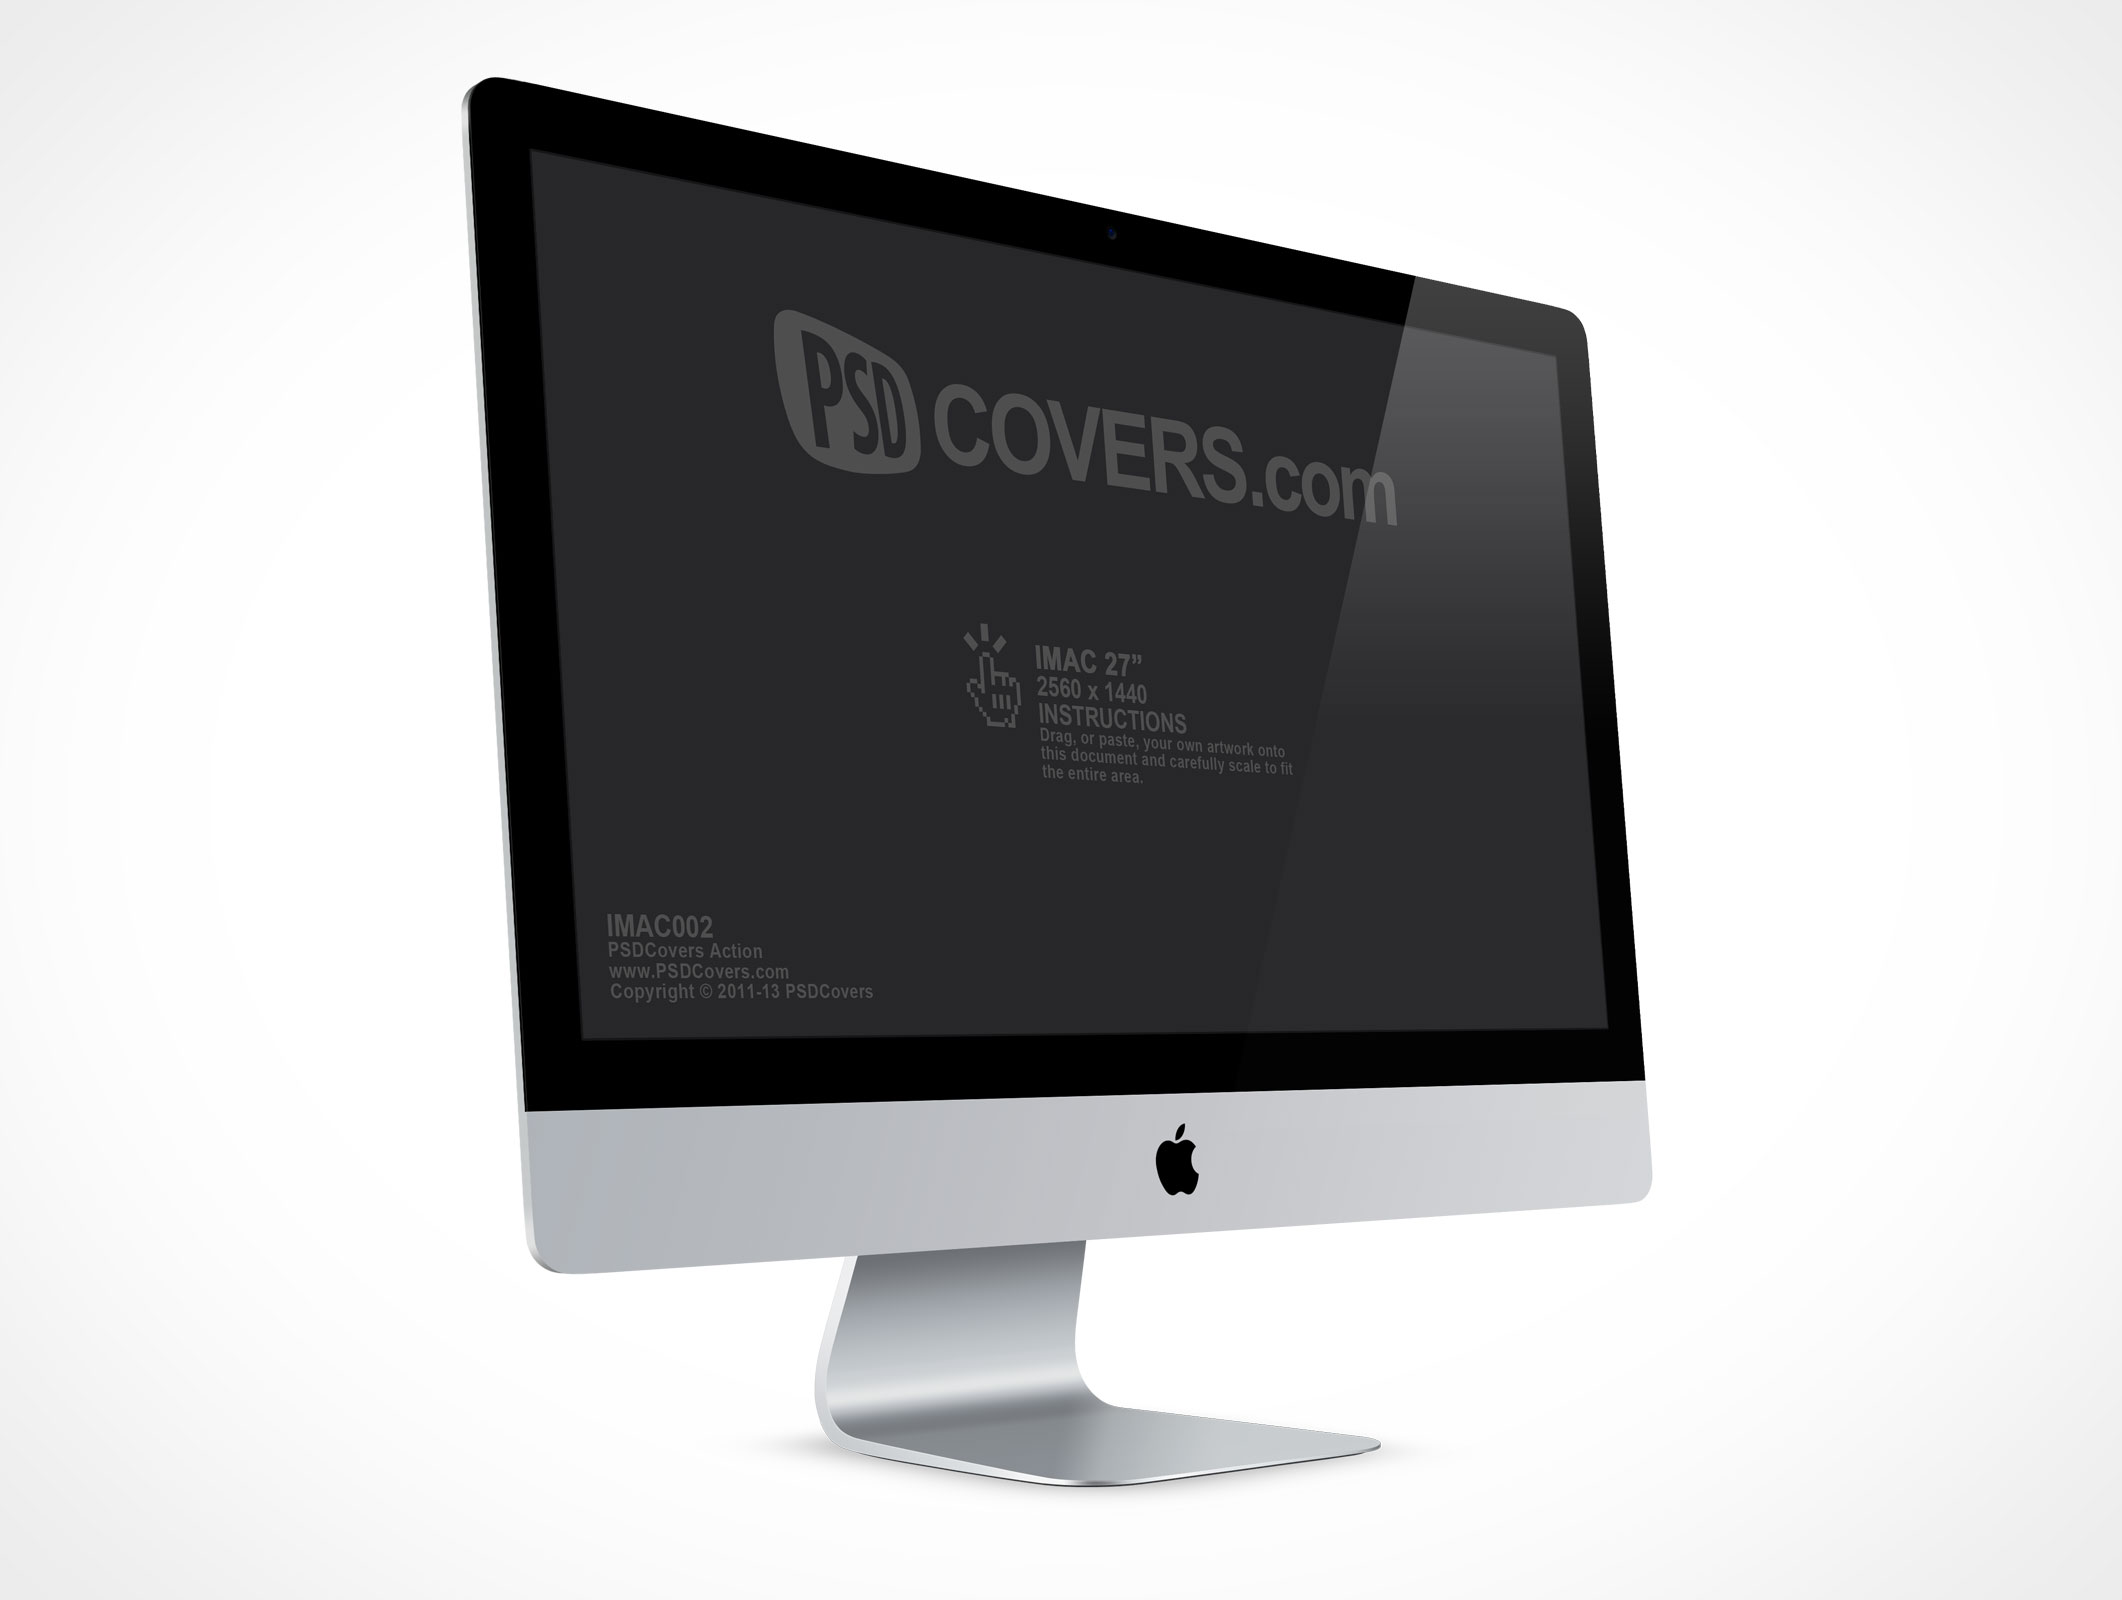 PSD COVERS.com
IMAC 27”
2560 x 1440
INSTRUCTIONS
Drag, or paste, your own artwork onto
this document and carefully scale to fit
the entire area.
IMAC002
PSDCovers Action
www.PSDCovers.com
Copyright © 2011-13 PSDCovers